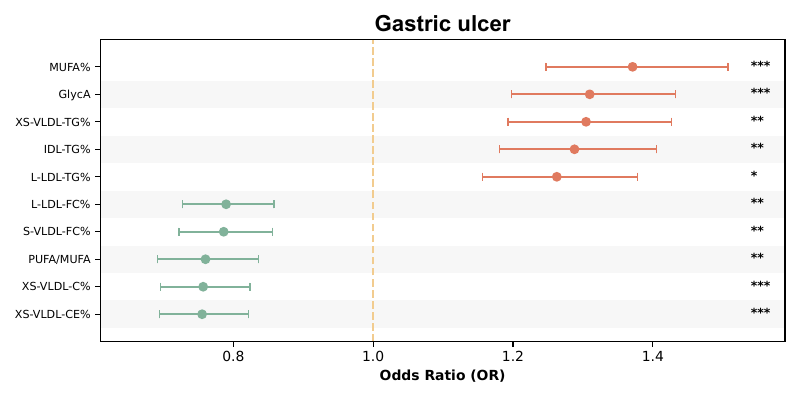 Gastric ulcer
MUFA% ***
GlycA ***
XS-VLDL-TG% **
IDL-TG% **
L-LDL-TG% *
L-LDL-FC% **
S-VLDL-FC% **
PUFA/MUFA **
XS-VLDL-C% ***
XS-VLDL-CE% ***
0.8 1.0 1.2 1.4
Odds Ratio (OR)